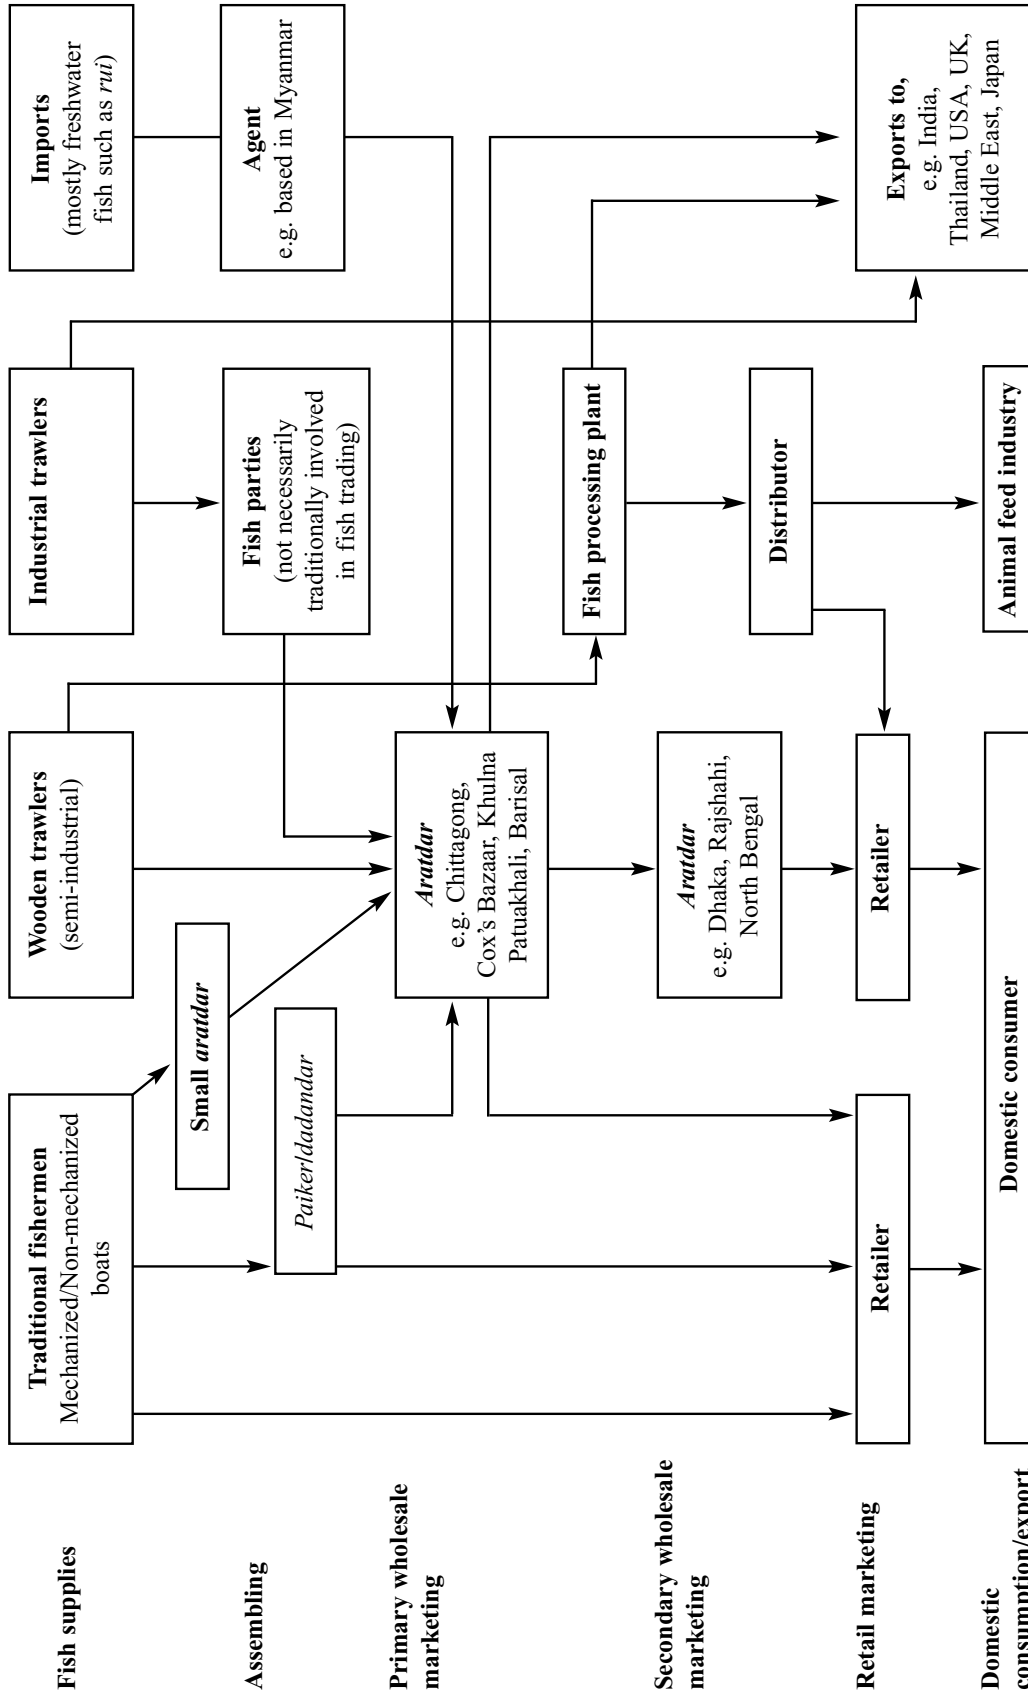 Fish supplies
Traditional fishermen
Mechanized/Non-mechanized
boats
Wooden trawlers
(semi-industrial)
Industrial trawlers
Imports
(mostly freshwater
fish such as rui)
Assembling
Small aratdar
Paiker/dadandar
Fish parties
(not necessarily
traditionally involved
in fish trading)
Agent
e.g. based in Myanmar
Primary wholesale
marketing
Aratdar
e.g. Chittagong,
Cox's Bazaar, Khulna
Patuakhali, Barisal
Fish processing plant
Secondary wholesale
marketing
Aratdar
e.g. Dhaka, Rajshahi,
North Bengal
Distributor
Retail marketing
Retailer
Retailer
Exports to,
e.g. India,
Thailand, USA, UK,
Middle East, Japan
Domestic
consumption/export
Domestic consumer
Animal feed industry